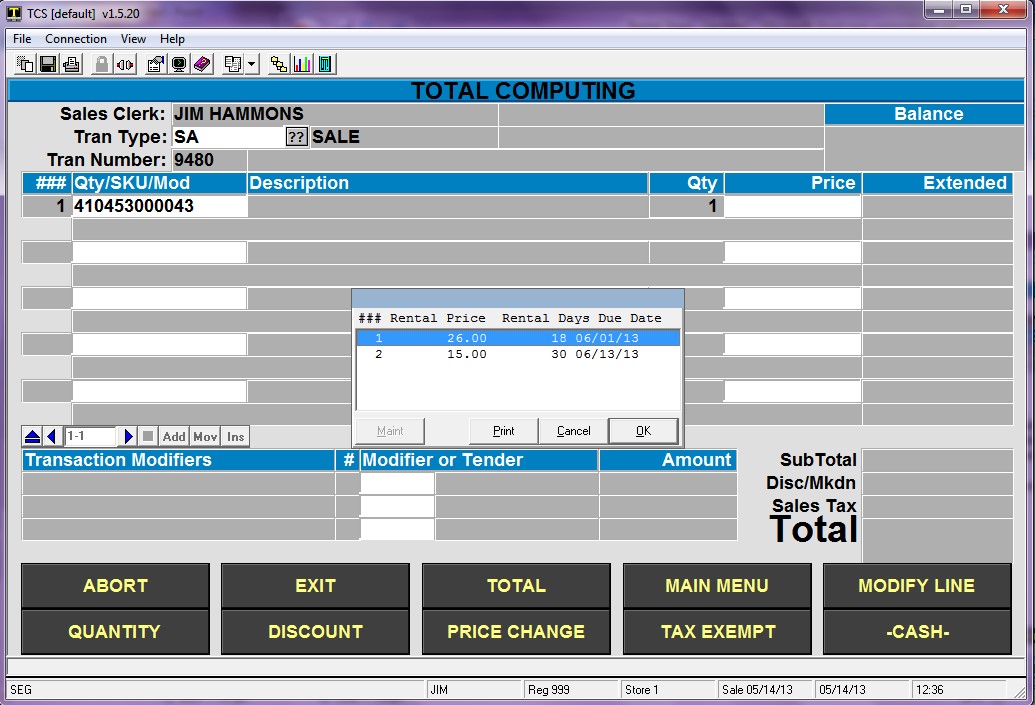 TCS [default] v1.5.20
File Connection View Help
TOTAL COMPUTING
Sales Clerk: JIM HAMMONS
Balance
Tran Type: SA ?? SALE
Tran Number: 9480
### Qty/SKU/Mod Description Qty Price Extended
1 410453000043 1
### Rental Price Rental Days Due Date
1 26.00 18 06/01/13
2 15.00 30 06/13/13
Maint Print Cancel OK
1-1 Add Mov Ins
Transaction Modifiers # Modifier or Tender Amount
SubTotal
Disc/Mkdn
Sales Tax
Total
ABORT EXIT TOTAL MAIN MENU MODIFY LINE
QUANTITY DISCOUNT PRICE CHANGE TAX EXEMPT -CASH-
SEG JIM Reg 999 Store 1 Sale 05/14/13 05/14/13 12:36